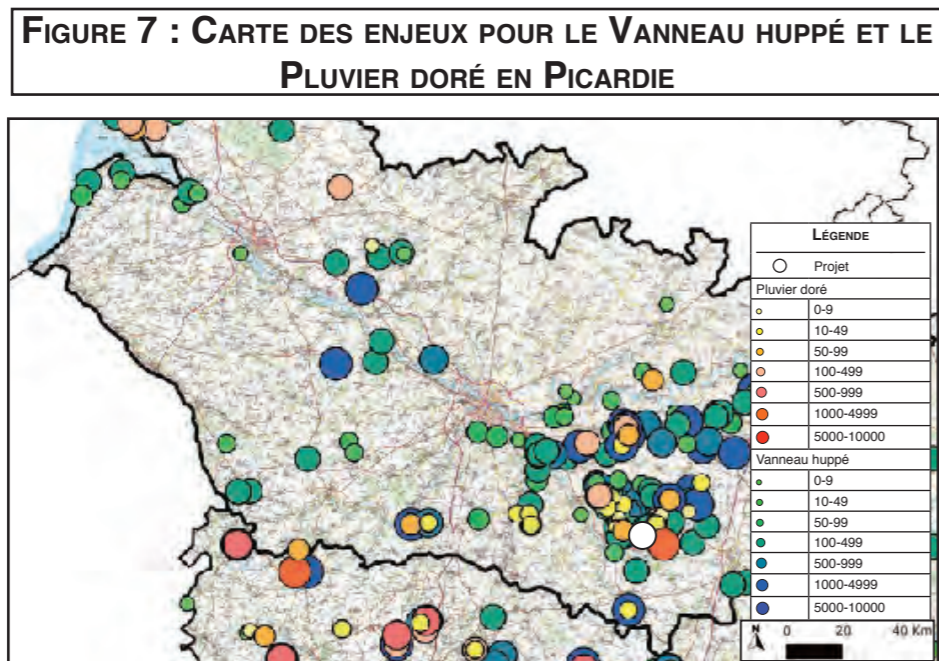 FIGURE 7 : CARTE DES ENJEUX POUR LE VANNEAU HUPPÉ ET LE
PLUVIER DORÉ EN PICARDIE
LÉGENDE
Projet
Pluvier doré
0-9
10-49
50-99
100-499
500-999
1000-4999
5000-10000
Vanneau huppé
0-9
10-49
50-99
100-499
500-999
1000-4999
5000-10000
N
0 20 40 Km